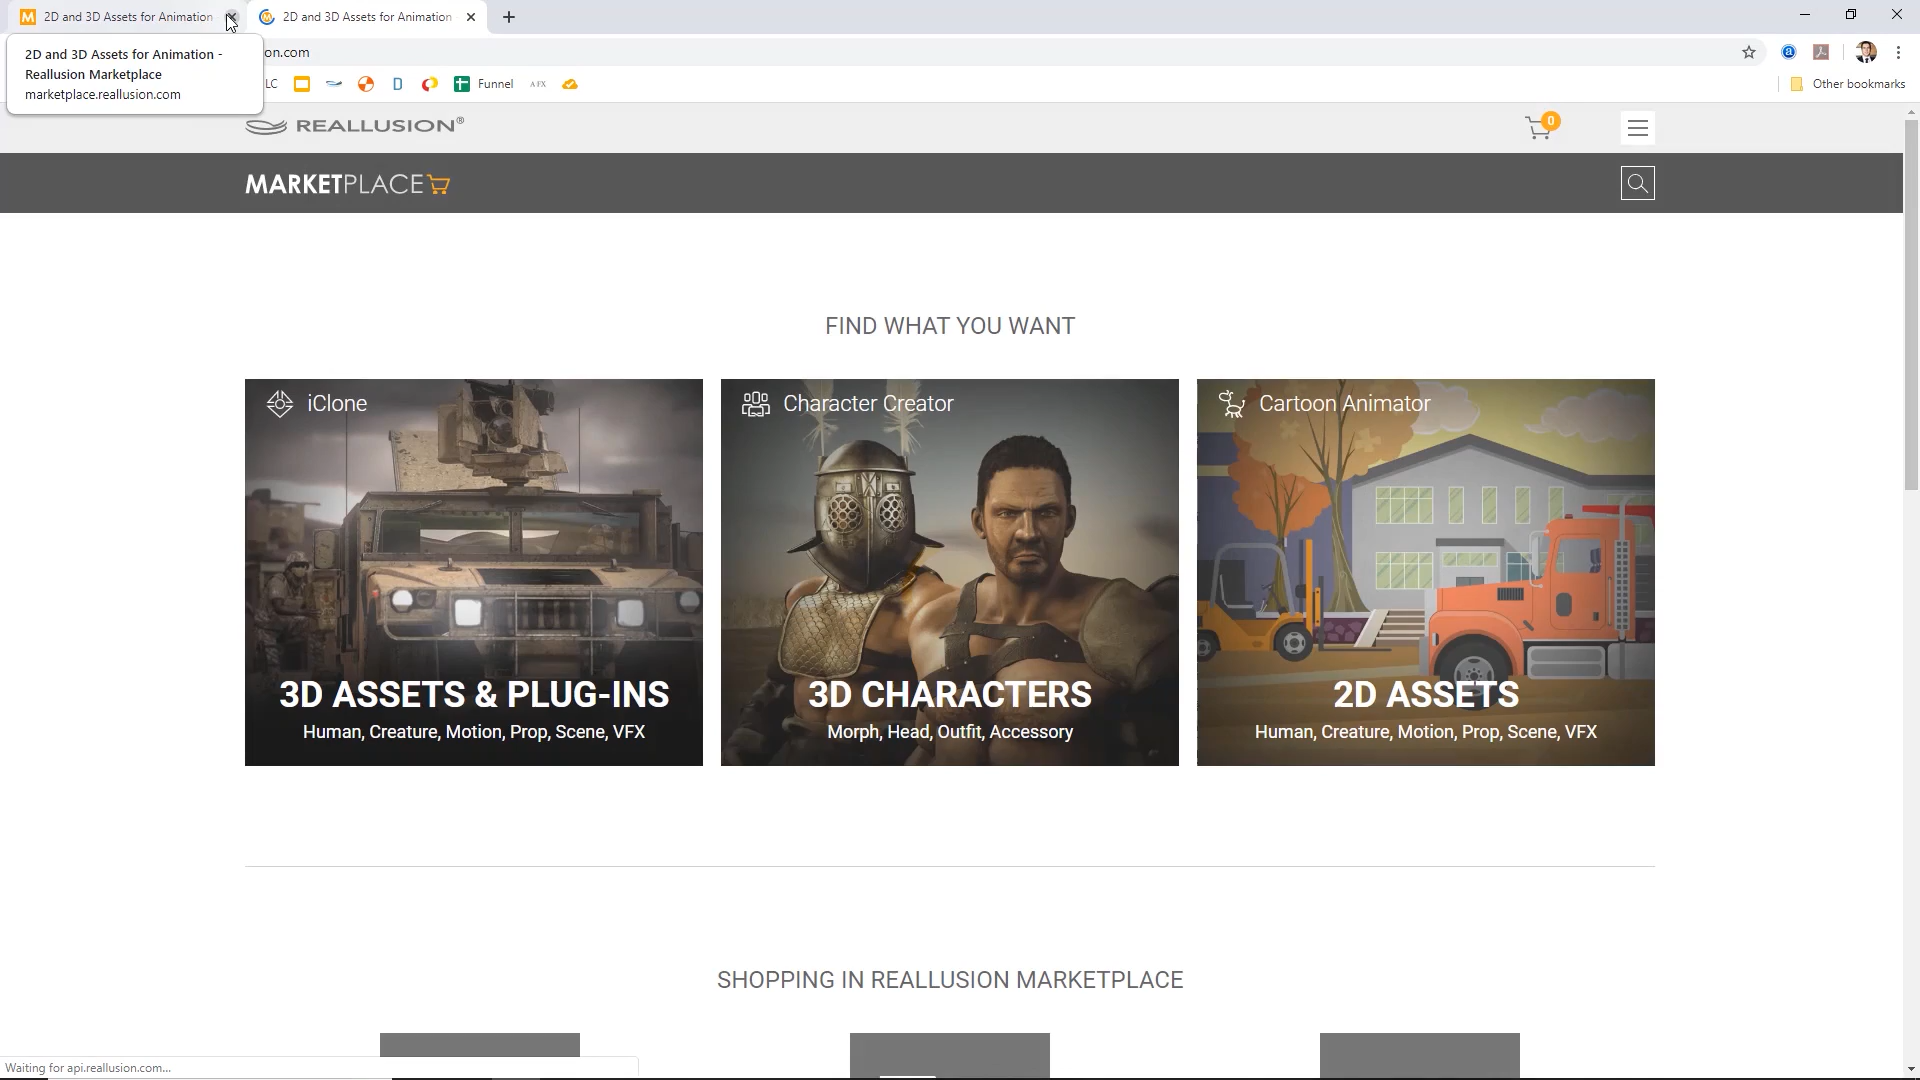 2D and 3D Assets for Animation
2D and 3D Assets for Animation
2D and 3D Assets for Animation -
Reallusion Marketplace
marketplace.reallusion.com
on.com
LC
D
Funnel
AFX
Other bookmarks
REALLUSION®
0
MARKETPLACE
FIND WHAT YOU WANT
iClone
Character Creator
Cartoon Animator
3D ASSETS & PLUG-INS
3D CHARACTERS
2D ASSETS
Human, Creature, Motion, Prop, Scene, VFX
Morph, Head, Outfit, Accessory
Human, Creature, Motion, Prop, Scene, VFX
SHOPPING IN REALLUSION MARKETPLACE
Waiting for api.reallusion.com...